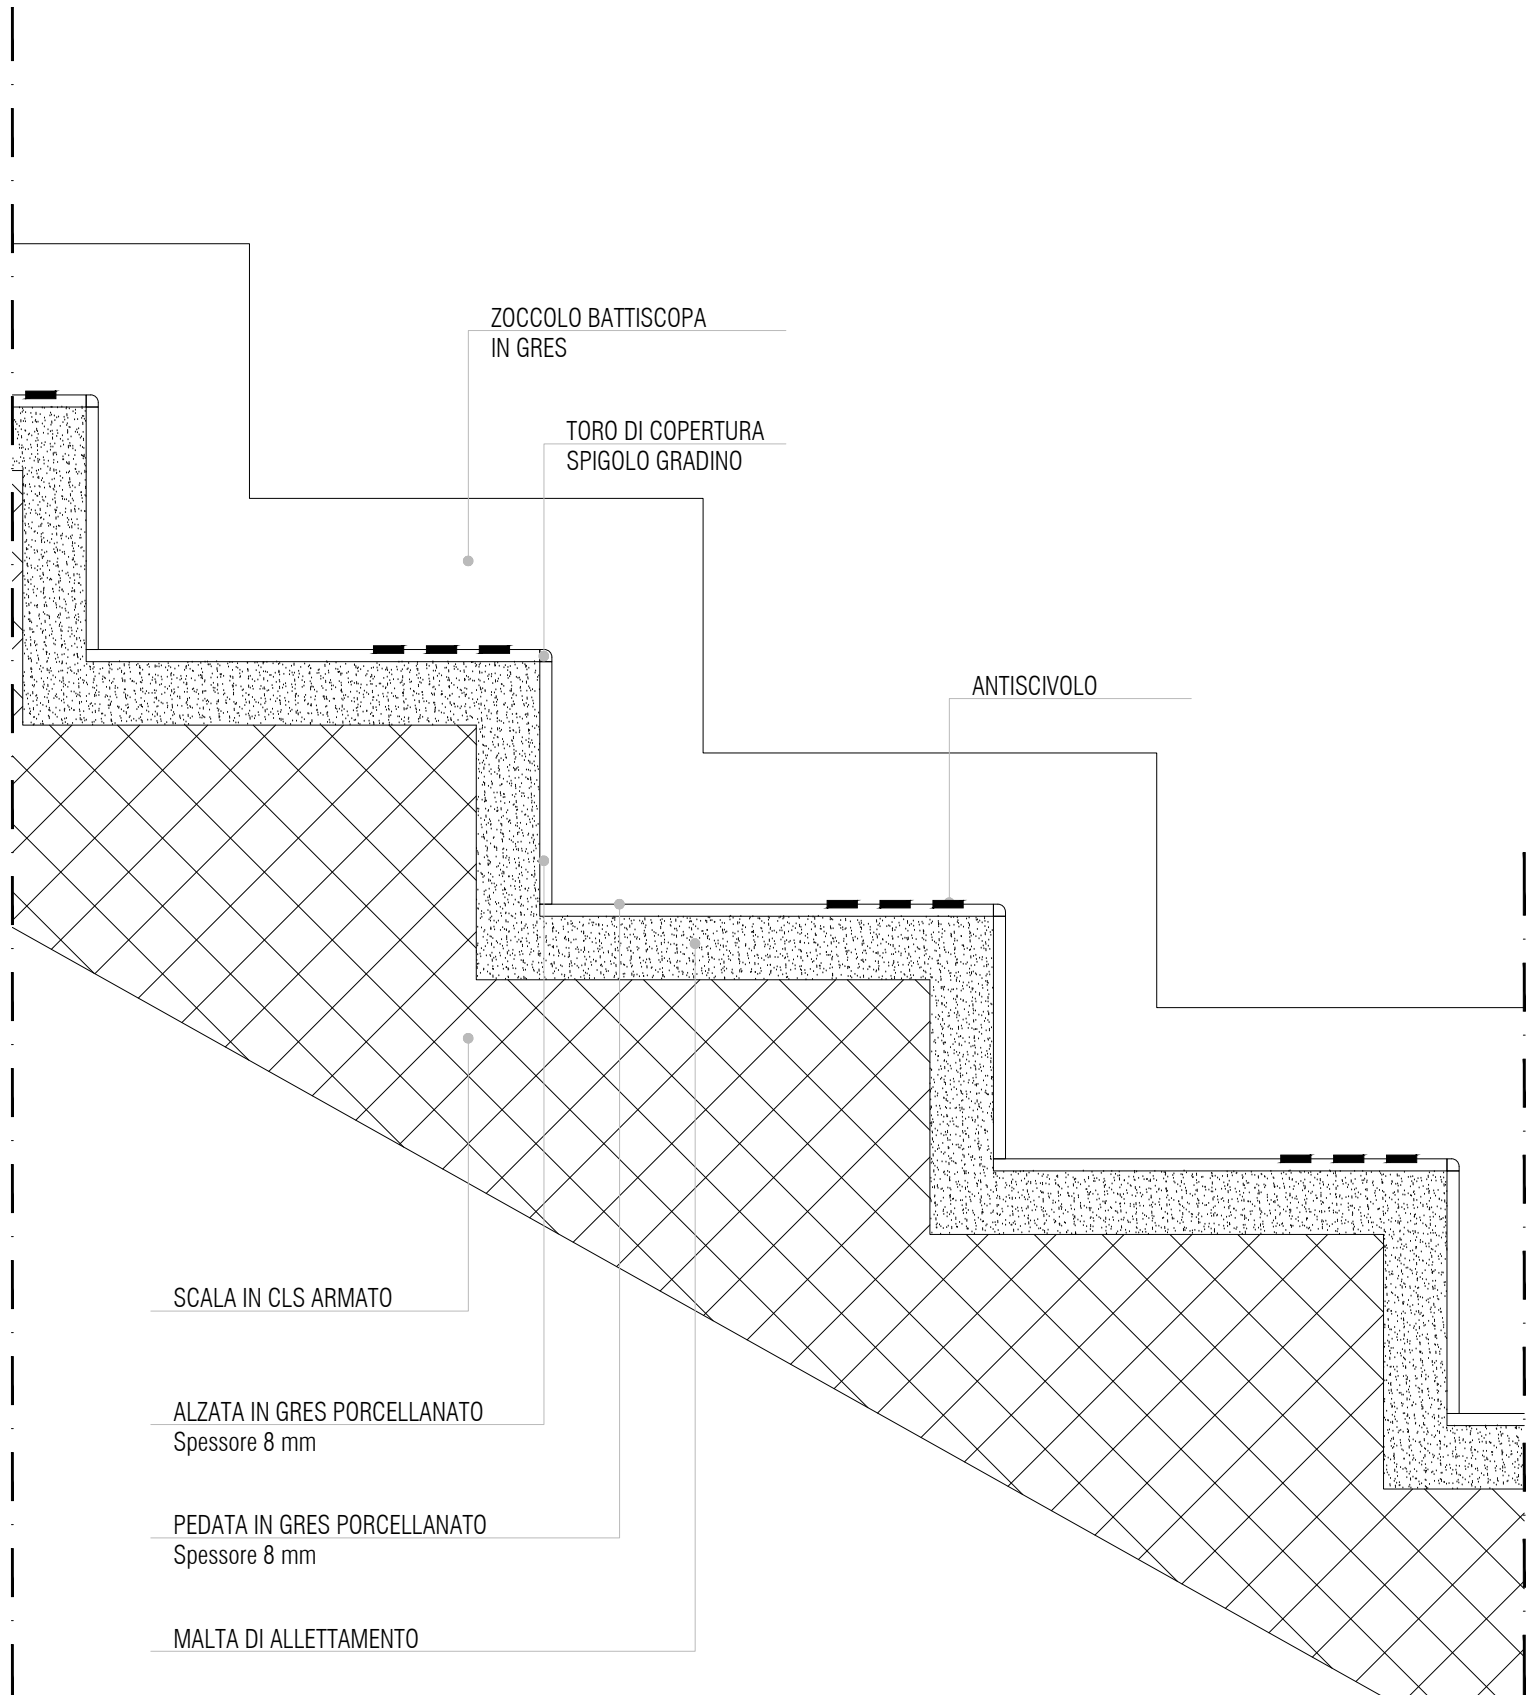 ZOCCOLO BATTISCOPA
IN GRES
TORO DI COPERTURA
SPIGOLO GRADINO
ANTISCIVOLO
SCALA IN CLS ARMATO
ALZATA IN GRES PORCELLANATO
Spessore 8 mm
PEDATA IN GRES PORCELLANATO
Spessore 8 mm
MALTA DI ALLETTAMENTO